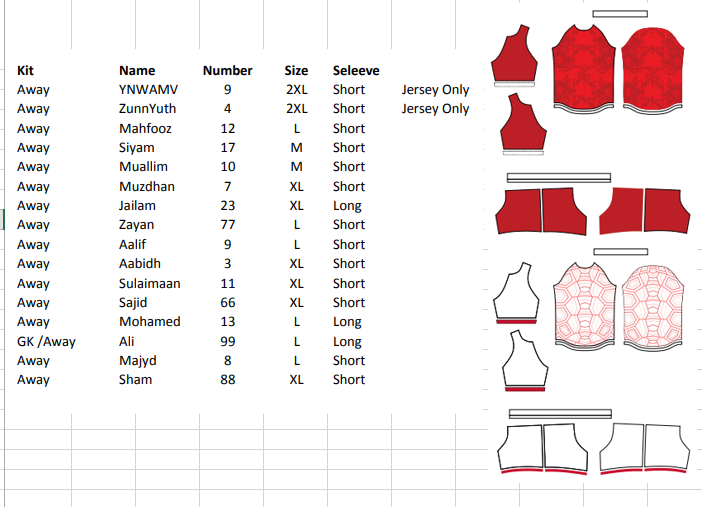 Kit Name Number Size Seleeve
Away YNWAMV 9 2XL Short Jersey Only
Away ZunnYuth 4 2XL Short Jersey Only
Away Mahfooz 12 L Short
Away Siyam 17 M Short
Away Muallim 10 M Short
Away Muzdhan 7 XL Short
Away Jailam 23 XL Long
Away Zayan 77 L Short
Away Aalif 9 L Short
Away Aabidh 3 XL Short
Away Sulaimaan 11 XL Short
Away Sajid 66 XL Short
Away Mohamed 13 L Long
GK /Away Ali 99 L Long
Away Majyd 8 L Short
Away Sham 88 XL Short